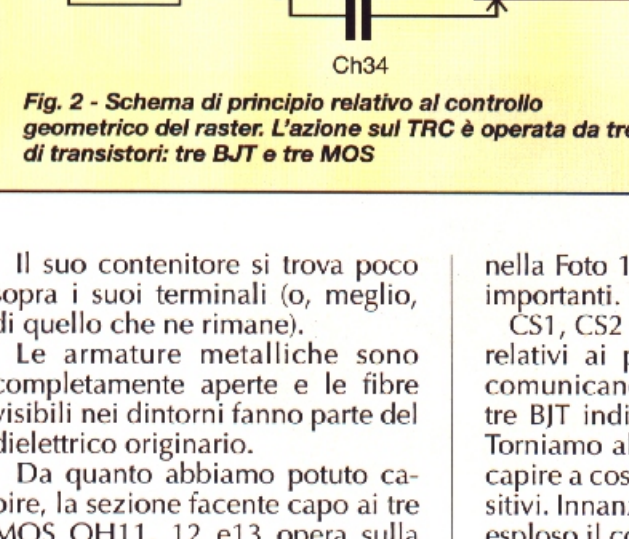 Ch34
Fig. 2 - Schema di principio relativo al controllo
geometrico del raster. L'azione sul TRC è operata da tre
di transistori: tre BJT e tre MOS
Il suo contenitore si trova poco
sopra i suoi terminali (o, meglio,
di quello che ne rimane).
Le armature metalliche sono
completamente aperte e le fibre
visibili nei dintorni fanno parte del
dielettrico originario.
Da quanto abbiamo potuto ca-
pire, la sezione facente capo ai tre
MOS QH11, 12 e13 opera sulla
nella Foto 1
importanti.
CS1, CS2
relativi ai p
comunican
tre BJT indi
Torniamo al
capire a cos
sitivi. Innan
esploso il co